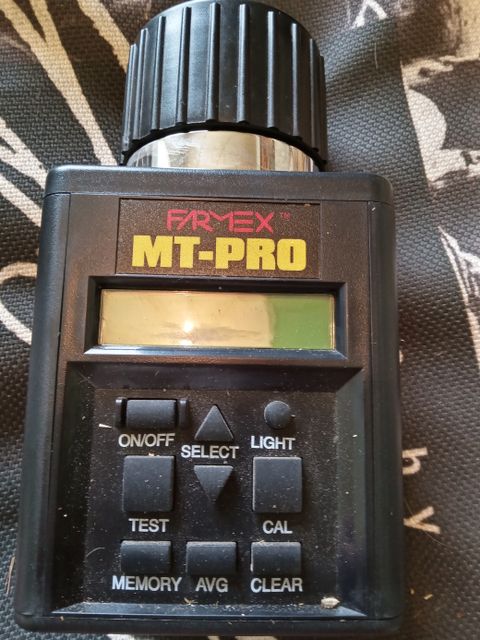 FARMEX™
MT-PRO
ON/OFF
SELECT
LIGHT
TEST
CAL
MEMORY
AVG
CLEAR